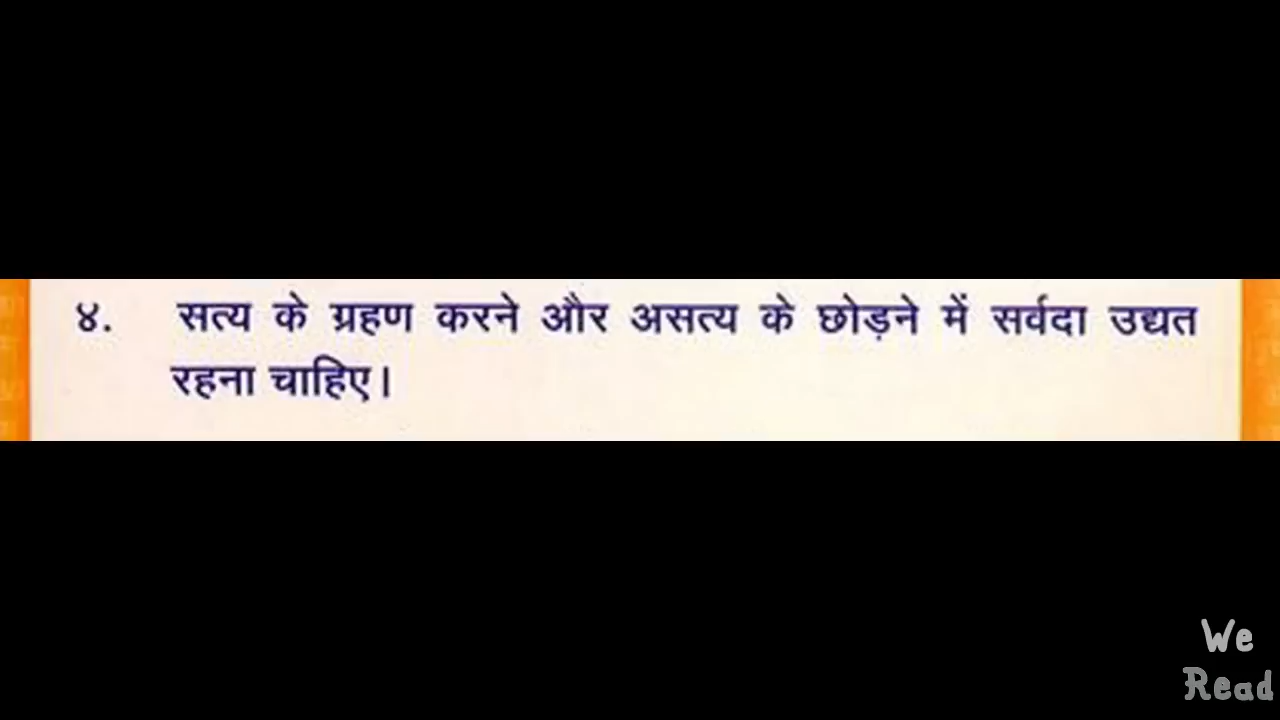 ४. सत्य के ग्रहण करने और असत्य के छोड़ने में सर्वदा उद्यत
रहना चाहिए।
We
Read